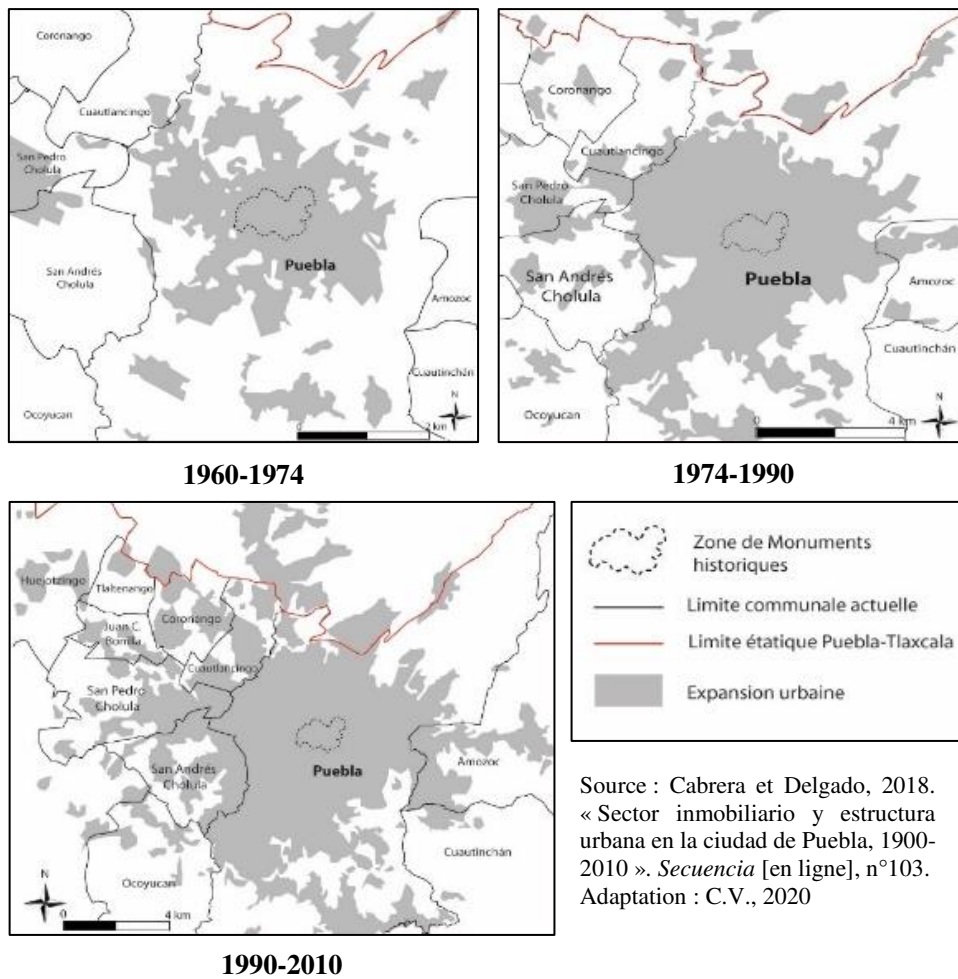 Coronango
Cuautlancingo
San Pedro
Cholula
San Andrés
Cholula
Puebla
Amozoc
Cuautinchán
Ocoyucan
N
0
2 km
1960-1974
Coronango
Cuautlancingo
San Pedro
Cholula
San Andrés
Cholula
Puebla
Amozoc
Cuautinchán
Ocoyucan
N
0
4 km
1974-1990
Huejotzingo
Tlaltenango
Juan C.
Bonilla
Coronango
Cuautlancingo
San Pedro
Cholula
San Andrés
Cholula
Puebla
Amozoc
Cuautinchán
Ocoyucan
N
0
4 km
1990-2010
Zone de Monuments
historiques
Limite communale actuelle
Limite étatique Puebla-Tlaxcala
Expansion urbaine
Source : Cabrera et Delgado, 2018.
« Sector inmobiliario y estructura
urbana en la ciudad de Puebla, 1900-
2010 ». Secuencia [en ligne], n°103.
Adaptation : C.V., 2020